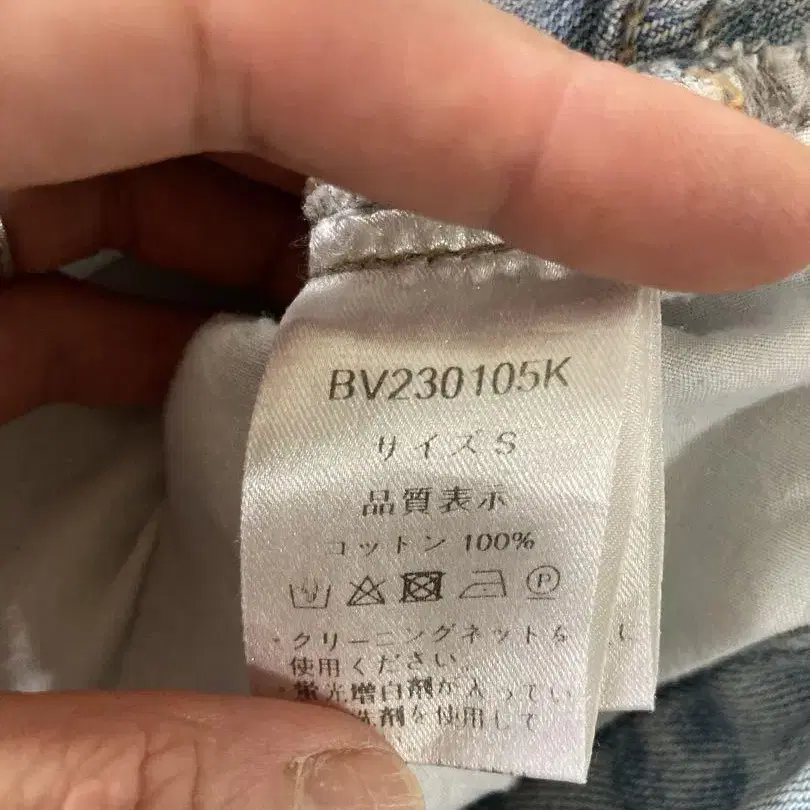 BV230105K
サイズ S
品質表示
コットン 100%
P
・クリーニングネットを
使用ください。
・蛍光増白剤が入ってい
洗剤を使用して
に